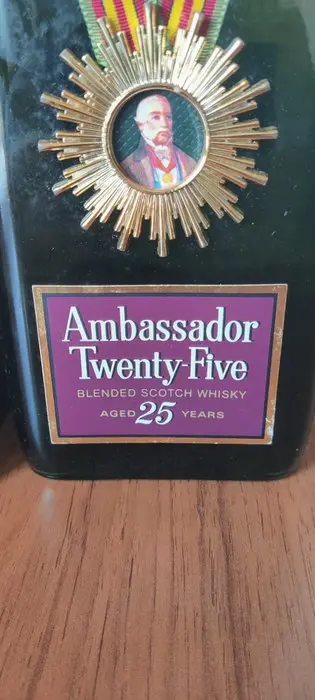 Ambassador
Twenty-Five
BLENDED SCOTCH WHISKY
AGED 25 YEARS